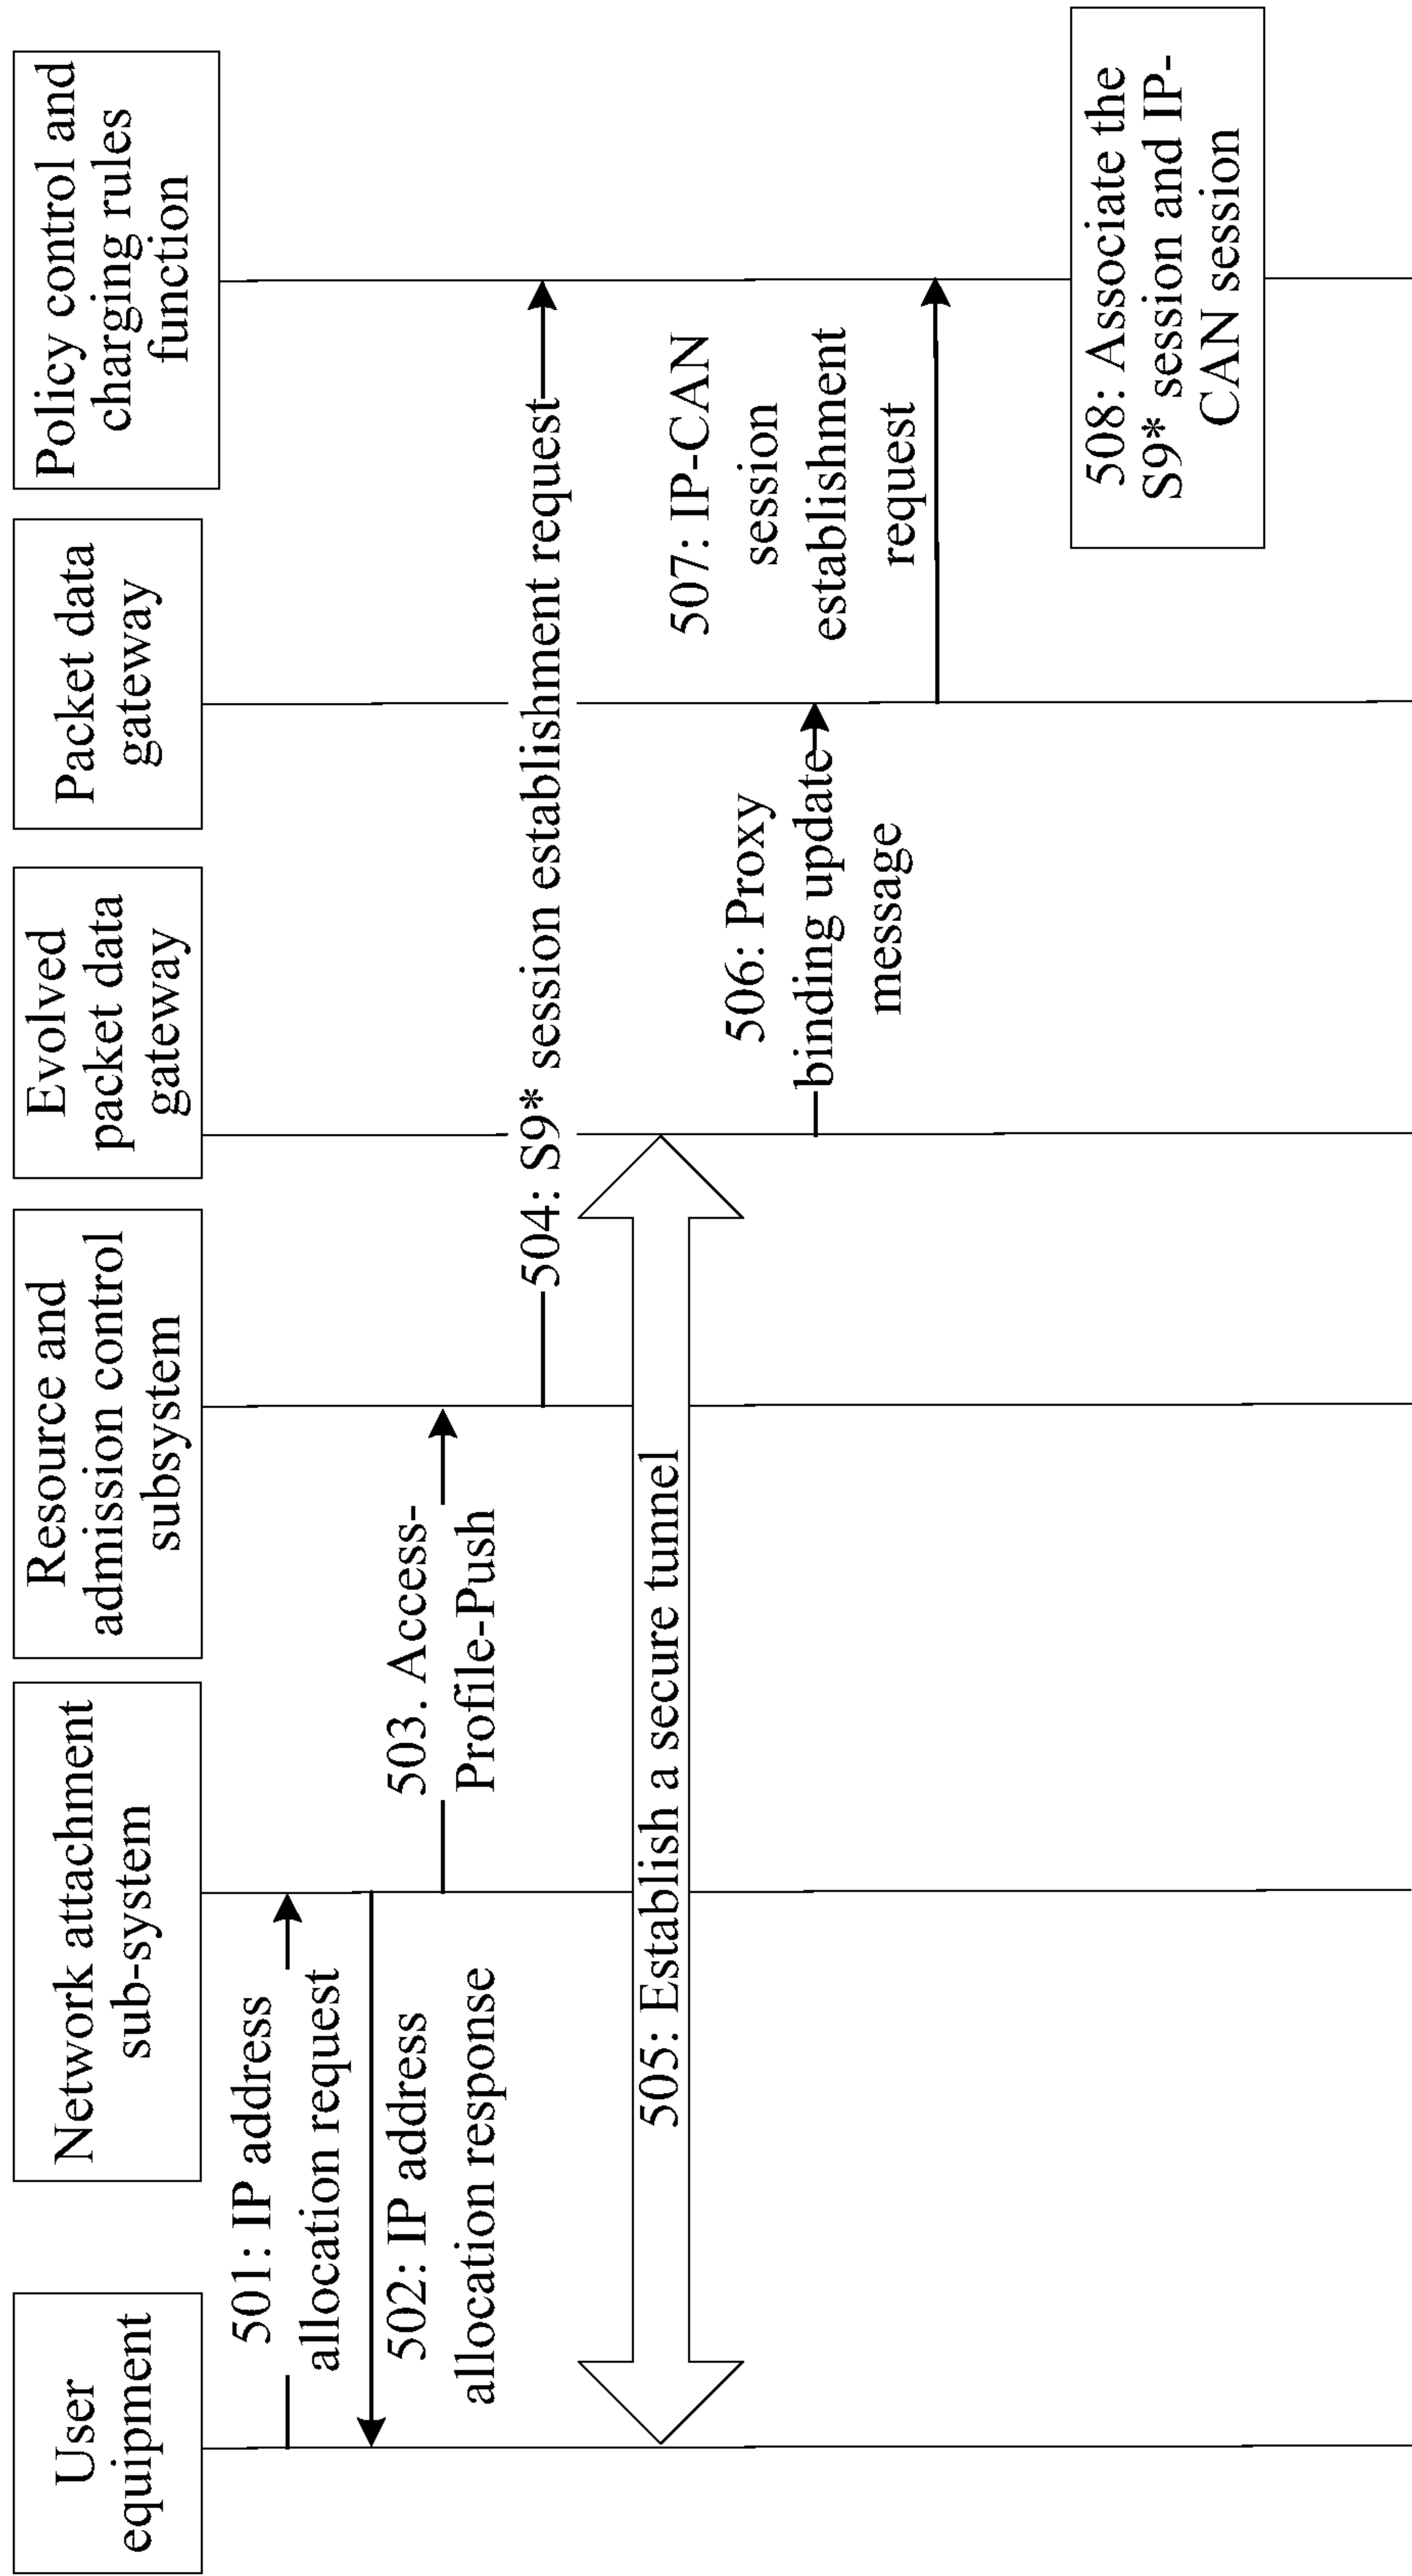 User
equipment
Network attachment
sub-system
Resource and
admission control
subsystem
Evolved
packet data
gateway
Packet data
gateway
Policy control and
charging rules
function
501: IP address
allocation request
502: IP address
allocation response
503. Access-
Profile-Push
504: S9* session establishment request
505: Establish a secure tunnel
506: Proxy
binding update
message
507: IP-CAN
session
establishment
request
508: Associate the
S9* session and IP-
CAN session